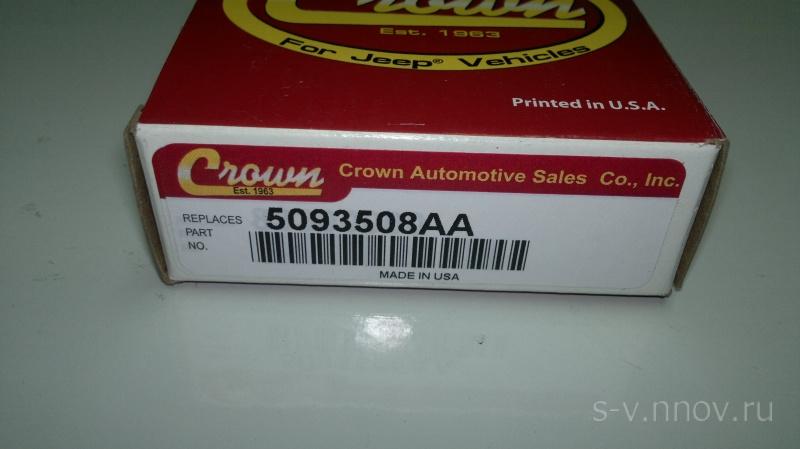 Crown
Est. 1963
For Jeep® Vehicles
Printed in U.S.A.
Crown
Est. 1963
Crown Automotive Sales Co., Inc.
REPLACES
PART
NO.
5093508AA
MADE IN USA
s-v.nnov.ru